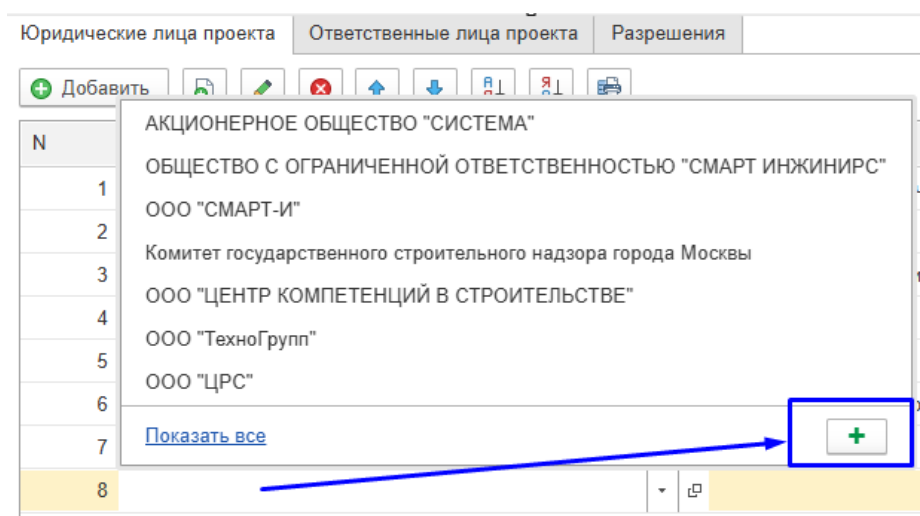 Юридические лица проекта Ответственные лица проекта Разрешения
Добавить
N
АКЦИОНЕРНОЕ ОБЩЕСТВО "СИСТЕМА"
ОБЩЕСТВО С ОГРАНИЧЕННОЙ ОТВЕТСТВЕННОСТЬЮ "СМАРТ ИНЖИНИРС"
1
ООО "СМАРТ-И"
2
Комитет государственного строительного надзора города Москвы
3
ООО "ЦЕНТР КОМПЕТЕНЦИЙ В СТРОИТЕЛЬСТВЕ"
4
ООО "ТехноГрупп"
5
ООО "ЦРС"
6
Показать все
7
8